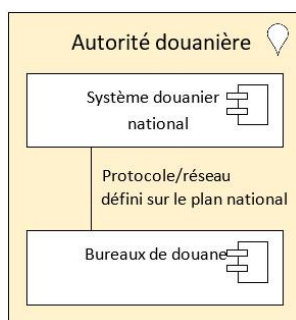 Autorité douanière
Système douanier
national
Protocole/réseau
défini sur le plan national
Bureaux de douane